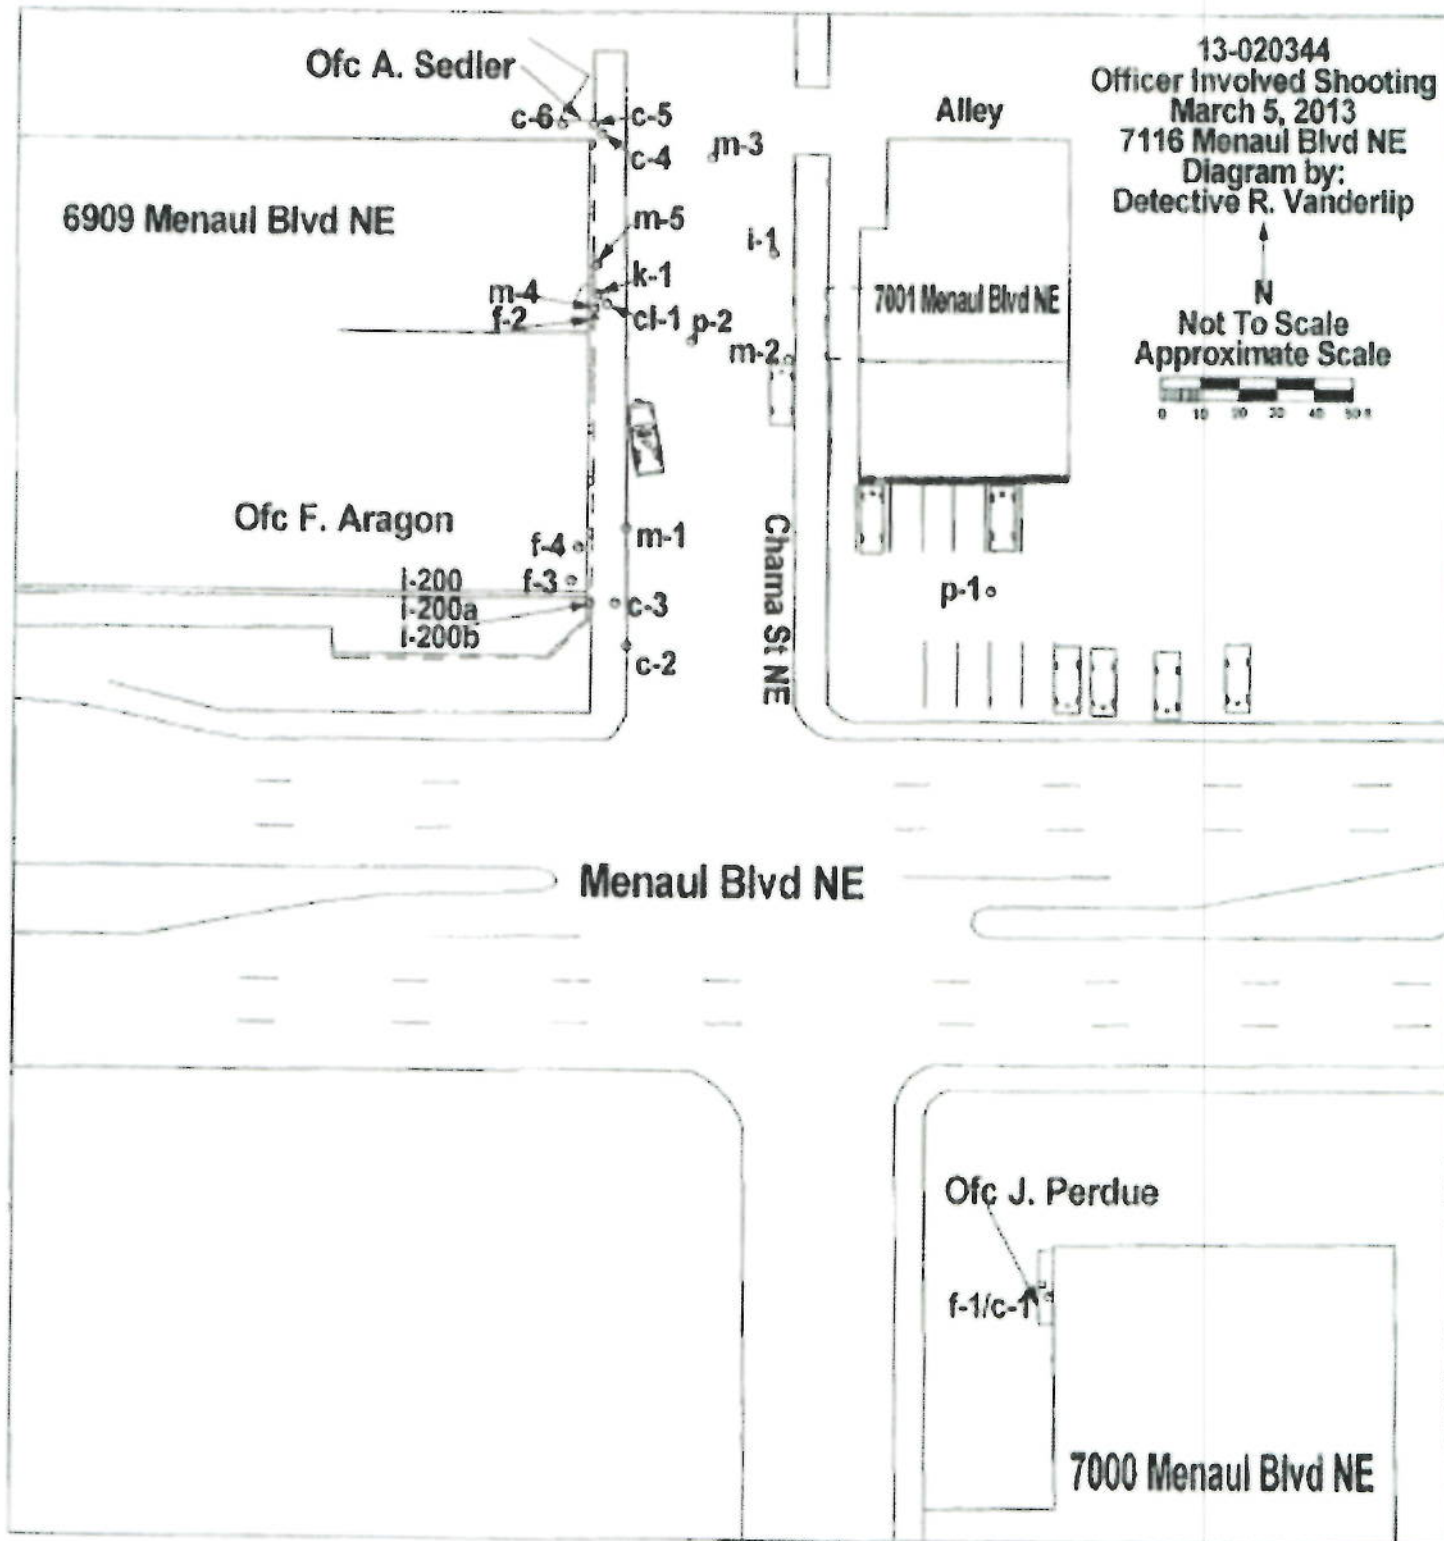 13-020344
Officer Involved Shooting
March 5, 2013
7116 Menaul Blvd NE
Diagram by:
Detective R. Vanderlip
N
Not To Scale
Approximate Scale
0 10 20 30 40 50 ft
Ofc A. Sedler
c-6
c-5
c-4
m-3
Alley
6909 Menaul Blvd NE
m-5
i-1
k-1
m-4
f-2
cl-1
p-2
m-2
7001 Menaul Blvd NE
Ofc F. Aragon
f-4
m-1
i-200
f-3
i-200a
c-3
i-200b
c-2
Chama St NE
p-1
Menaul Blvd NE
Ofc J. Perdue
f-1/c-1
7000 Menaul Blvd NE